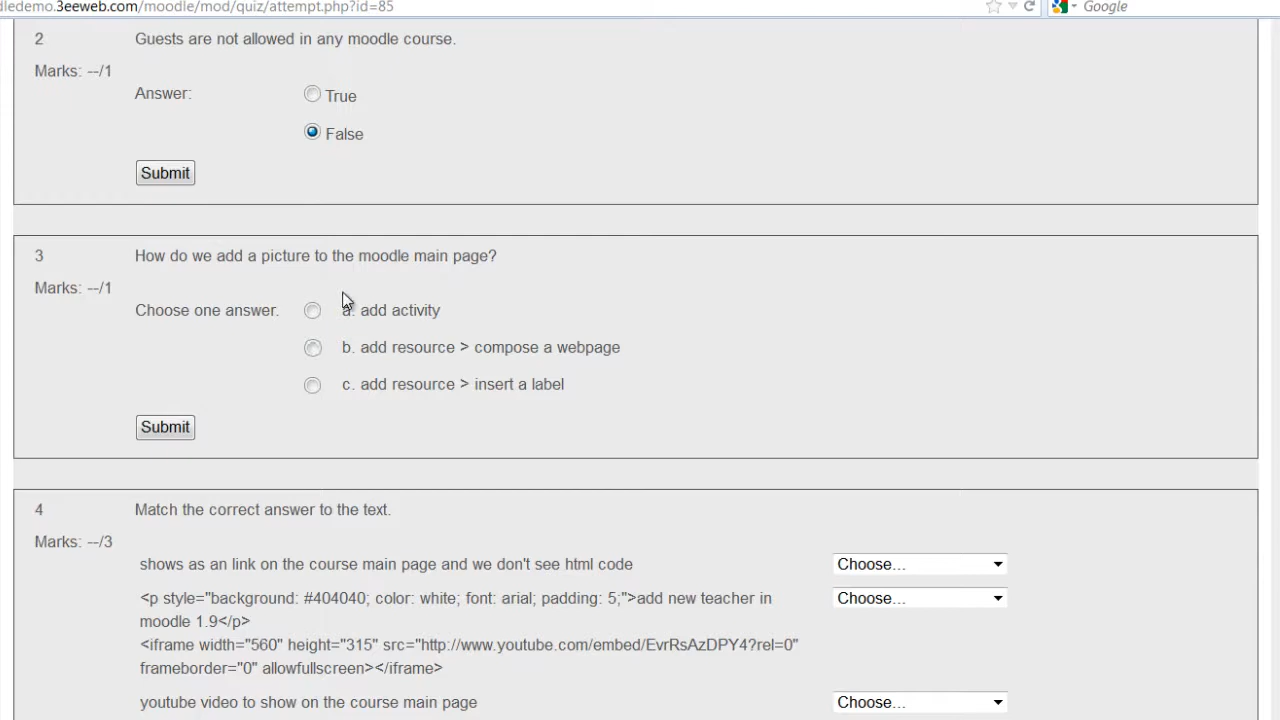 dledemo.3eeweb.com/moodle/mod/quiz/attempt.php?id=85 Google
2 Guests are not allowed in any moodle course.
Marks: --/1
Answer: True
False
Submit
3 How do we add a picture to the moodle main page?
Marks: --/1
Choose one answer. a. add activity
b. add resource > compose a webpage
c. add resource > insert a label
Submit
4 Match the correct answer to the text.
Marks: --/3
shows as an link on the course main page and we don't see html code Choose...
<p style="background: #404040; color: white; font: arial; padding: 5;">add new teacher in Choose...
moodle 1.9</p>
<iframe width="560" height="315" src="http://www.youtube.com/embed/EvrRsAzDPY4?rel=0"
frameborder="0" allowfullscreen></iframe>
youtube video to show on the course main page Choose...